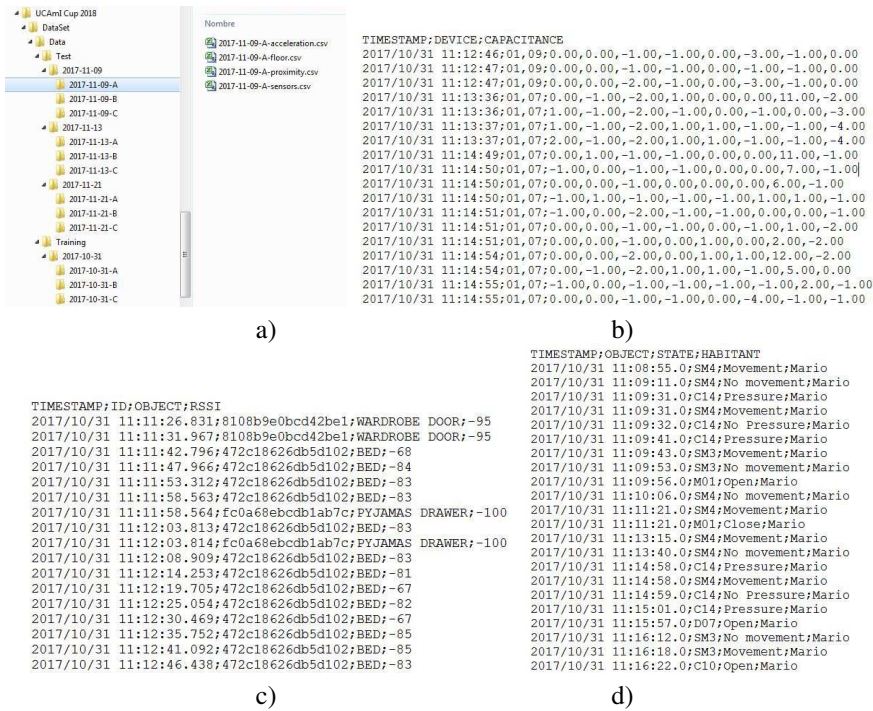 UCAmI Cup 2018
DataSet
Data
Test
2017-11-09
2017-11-09-A
2017-11-09-B
2017-11-09-C
2017-11-13
2017-11-13-A
2017-11-13-B
2017-11-13-C
2017-11-21
2017-11-21-A
2017-11-21-B
2017-11-21-C
Training
2017-10-31
2017-10-31-A
2017-10-31-B
2017-10-31-C
Nombre
2017-11-09-A-acceleration.csv
2017-11-09-A-floor.csv
2017-11-09-A-proximity.csv
2017-11-09-A-sensors.csv
a)
TIMESTAMP;DEVICE;CAPACITANCE
2017/10/31 11:12:46;01,09;0.00,0.00,-1.00,-1.00,0.00,-3.00,-1.00,0.00
2017/10/31 11:12:47;01,09;0.00,0.00,-1.00,-1.00,0.00,-1.00,-1.00,0.00
2017/10/31 11:12:47;01,09;0.00,0.00,-2.00,-1.00,0.00,-3.00,-1.00,0.00
2017/10/31 11:13:36;01,07;0.00,-1.00,-2.00,1.00,0.00,0.00,11.00,-2.00
2017/10/31 11:13:36;01,07;1.00,-1.00,-2.00,-1.00,0.00,-1.00,0.00,-3.00
2017/10/31 11:13:37;01,07;1.00,-1.00,-2.00,1.00,1.00,-1.00,-1.00,-4.00
2017/10/31 11:13:37;01,07;2.00,-1.00,-2.00,1.00,1.00,-1.00,-1.00,-4.00
2017/10/31 11:14:49;01,07;0.00,1.00,-1.00,-1.00,0.00,0.00,11.00,-1.00
2017/10/31 11:14:50;01,07;-1.00,0.00,-1.00,-1.00,0.00,0.00,7.00,-1.00
2017/10/31 11:14:50;01,07;0.00,0.00,-1.00,0.00,0.00,0.00,6.00,-1.00
2017/10/31 11:14:50;01,07;-1.00,1.00,-1.00,-1.00,-1.00,1.00,1.00,-1.00
2017/10/31 11:14:51;01,07;-1.00,0.00,-2.00,-1.00,-1.00,0.00,0.00,-1.00
2017/10/31 11:14:51;01,07;0.00,0.00,-1.00,-1.00,0.00,-1.00,1.00,-2.00
2017/10/31 11:14:51;01,07;0.00,0.00,-1.00,0.00,1.00,0.00,2.00,-2.00
2017/10/31 11:14:54;01,07;0.00,0.00,-2.00,0.00,1.00,1.00,12.00,-2.00
2017/10/31 11:14:54;01,07;0.00,-1.00,-2.00,1.00,1.00,-1.00,5.00,0.00
2017/10/31 11:14:55;01,07;-1.00,0.00,-1.00,-1.00,-1.00,-1.00,2.00,-1.00
2017/10/31 11:14:55;01,07;0.00,0.00,-1.00,-1.00,0.00,-4.00,-1.00,-1.00
b)
TIMESTAMP;ID;OBJECT;RSSI
2017/10/31 11:11:26.831;8108b9e0bcd42be1;WARDROBE DOOR;-95
2017/10/31 11:11:31.967;8108b9e0bcd42be1;WARDROBE DOOR;-95
2017/10/31 11:11:42.796;472c18626db5d102;BED;-68
2017/10/31 11:11:47.966;472c18626db5d102;BED;-84
2017/10/31 11:11:53.312;472c18626db5d102;BED;-83
2017/10/31 11:11:58.563;472c18626db5d102;BED;-83
2017/10/31 11:11:58.564;fc0a68ebcdb1ab7c;PYJAMAS DRAWER;-100
2017/10/31 11:12:03.813;472c18626db5d102;BED;-83
2017/10/31 11:12:03.814;fc0a68ebcdb1ab7c;PYJAMAS DRAWER;-100
2017/10/31 11:12:08.909;472c18626db5d102;BED;-83
2017/10/31 11:12:14.253;472c18626db5d102;BED;-81
2017/10/31 11:12:19.705;472c18626db5d102;BED;-66
2017/10/31 11:12:25.054;472c18626db5d102;BED;-82
2017/10/31 11:12:30.469;472c18626db5d102;BED;-67
2017/10/31 11:12:35.752;472c18626db5d102;BED;-85
2017/10/31 11:12:41.092;472c18626db5d102;BED;-85
2017/10/31 11:12:46.438;472c18626db5d102;BED;-83
c)
TIMESTAMP;OBJECT;STATE;HABITANT
2017/10/31 11:08:55.0;SM4;Movement;Mario
2017/10/31 11:09:11.0;SM4;No movement;Mario
2017/10/31 11:09:31.0;C14;Pressure;Mario
2017/10/31 11:09:31.0;SM4;Movement;Mario
2017/10/31 11:09:32.0;C14;No Pressure;Mario
2017/10/31 11:09:41.0;C14;Pressure;Mario
2017/10/31 11:09:43.0;SM3;Movement;Mario
2017/10/31 11:09:53.0;SM3;No movement;Mario
2017/10/31 11:09:56.0;M01;Open;Mario
2017/10/31 11:10:06.0;SM4;No movement;Mario
2017/10/31 11:11:21.0;SM4;Movement;Mario
2017/10/31 11:11:21.0;M01;Close;Mario
2017/10/31 11:13:15.0;SM4;Movement;Mario
2017/10/31 11:13:40.0;SM4;No movement;Mario
2017/10/31 11:14:58.0;C14;Pressure;Mario
2017/10/31 11:14:58.0;SM4;Movement;Mario
2017/10/31 11:14:59.0;C14;No Pressure;Mario
2017/10/31 11:15:01.0;C14;Pressure;Mario
2017/10/31 11:15:57.0;D07;Open;Mario
2017/10/31 11:16:12.0;SM3;No movement;Mario
2017/10/31 11:16:18.0;SM3;Movement;Mario
2017/10/31 11:16:22.0;C10;Open;Mario
d)